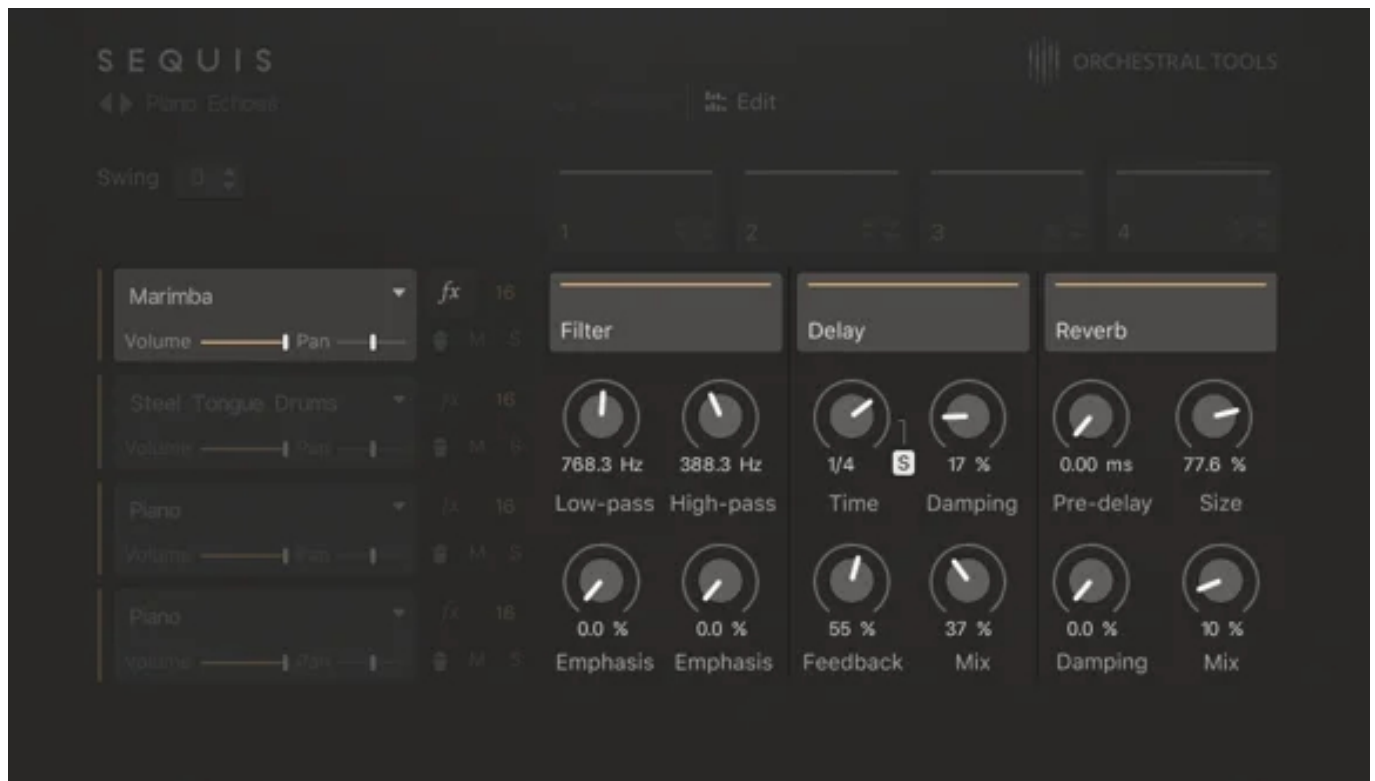 SEQUIS
ORCHESTRAL TOOLS
Piano Echoes
Edit
Swing 0
1 2 3 4
Marimba fx 16
Volume Pan M S
Filter Delay Reverb
Steel Tongue Drums fx 16
Volume Pan M S
768.3 Hz 388.3 Hz 1/4 S 17 % 0.00 ms 77.6 %
Low-pass High-pass Time Damping Pre-delay Size
Piano fx 16
Volume Pan M S
Piano fx 16
Volume Pan M S
0.0 % 0.0 % 55 % 37 % 0.0 % 10 %
Emphasis Emphasis Feedback Mix Damping Mix